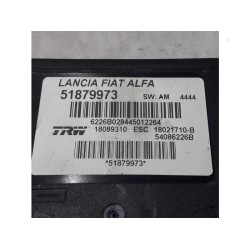 LANCIA FIAT ALFA
51879973 SW: AM 4444
6226B028445012264
TRW 18089310 ESC 18021710-B
54086226B
*51879973*